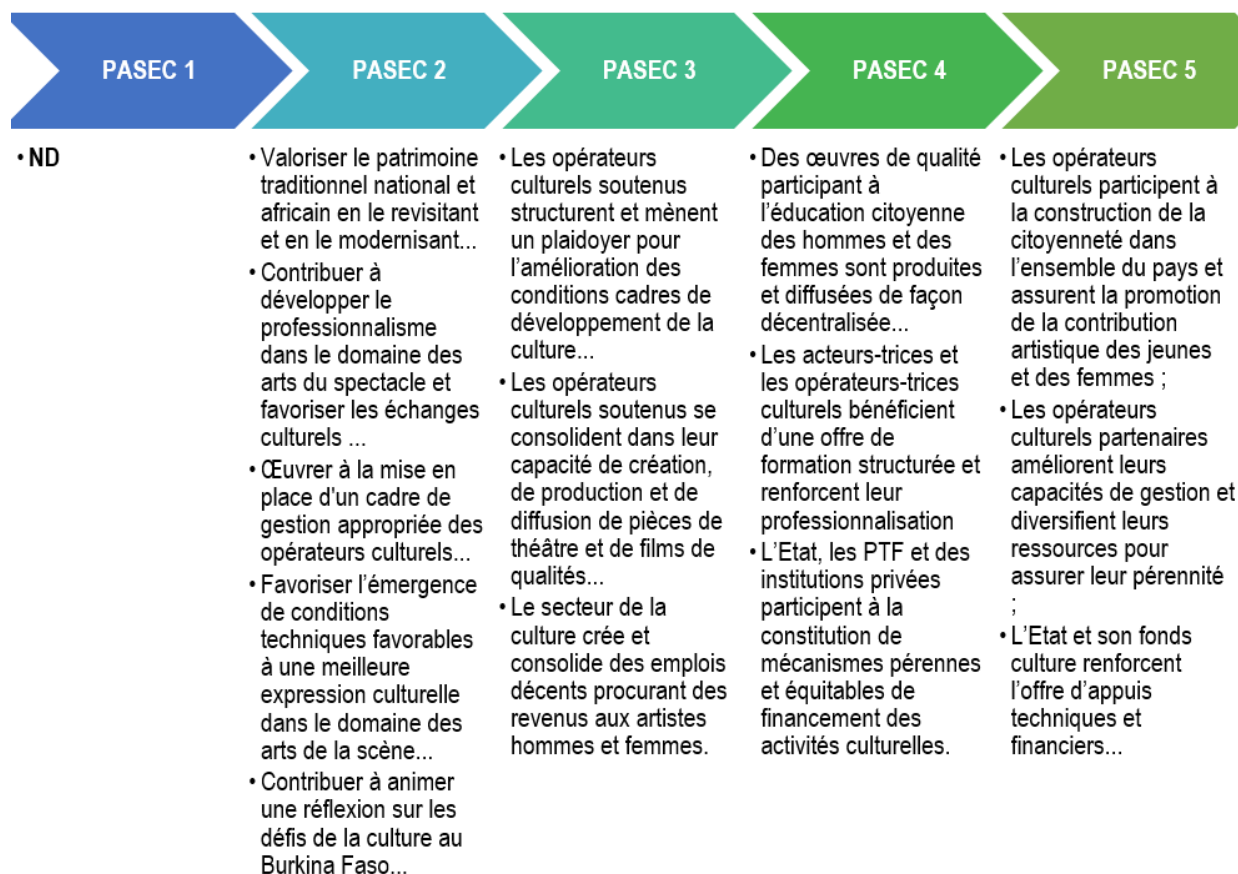 PASEC 1
PASEC 2
PASEC 3
PASEC 4
PASEC 5
• ND
• Valoriser le patrimoine
traditionnel national et
africain en le revisitant
et en le modernisant...
• Contribuer à
développer le
professionnalisme
dans le domaine des
arts du spectacle et
favoriser les échanges
culturels ...
• Œuvrer à la mise en
place d'un cadre de
gestion appropriée des
opérateurs culturels...
• Favoriser l’émergence
de conditions
techniques favorables
à une meilleure
expression culturelle
dans le domaine des
arts de la scène...
• Contribuer à animer
une réflexion sur les
défis de la culture au
Burkina Faso...
• Les opérateurs
culturels soutenus
structurent et mènent
un plaidoyer pour
l’amélioration des
conditions cadres de
développement de la
culture...
• Les opérateurs
culturels soutenus se
consolident dans leur
capacité de création,
de production et de
diffusion de pièces de
théâtre et de films de
qualités...
• Le secteur de la
culture crée et
consolide des emplois
décents procurant des
revenus aux artistes
hommes et femmes.
• Des œuvres de qualité
participant à
l’éducation citoyenne
des hommes et des
femmes sont produites
et diffusées de façon
décentralisée...
• Les acteurs-trices et
les opérateurs-trices
culturels bénéficient
d’une offre de
formation structurée et
renforcent leur
professionnalisation
• L’Etat, les PTF et des
institutions privées
participent à la
constitution de
mécanismes pérennes
et équitables de
financement des
activités culturelles.
• Les opérateurs
culturels participent à
la construction de la
citoyenneté dans
l’ensemble du pays et
assurent la promotion
de la contribution
artistique des jeunes
et des femmes ;
• Les opérateurs
culturels partenaires
améliorent leurs
capacités de gestion et
diversifient leurs
ressources pour
assurer leur pérennité
;
• L’Etat et son fonds
culture renforcent
l’offre d’appuis
techniques et
financiers...